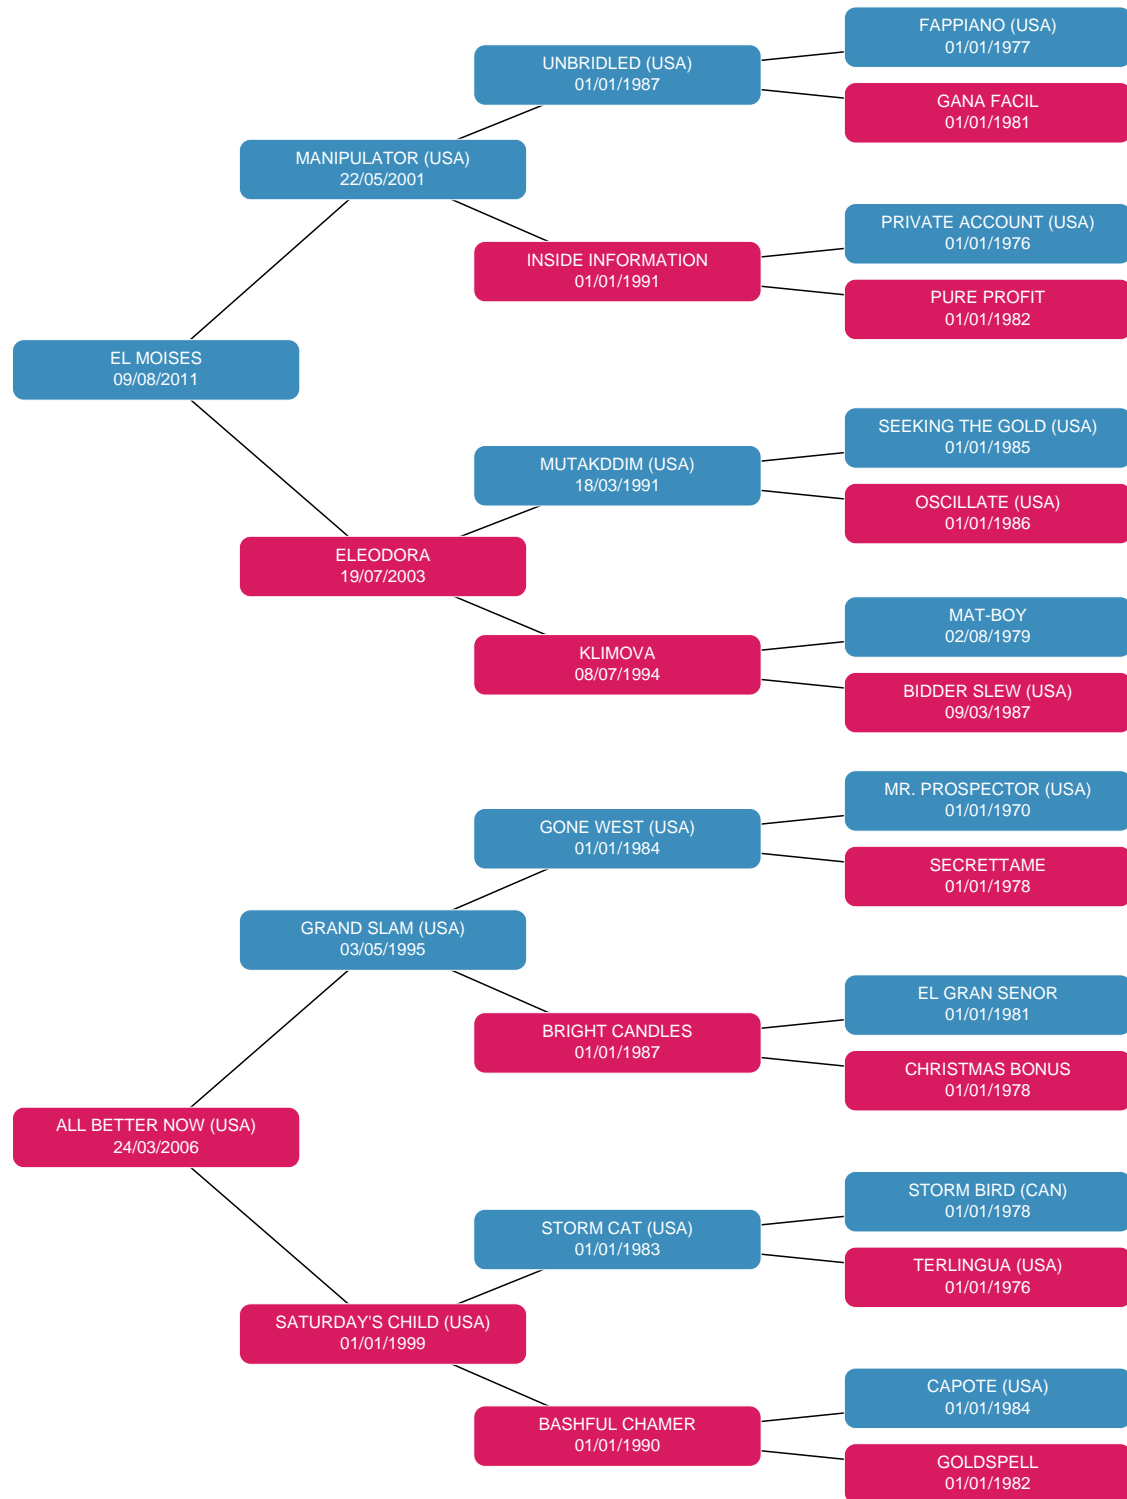 FAPPIANO (USA)
01/01/1977
UNBRIDLED (USA)
01/01/1987
GANA FACIL
01/01/1981
MANIPULATOR (USA)
22/05/2001
PRIVATE ACCOUNT (USA)
01/01/1976
INSIDE INFORMATION
01/01/1991
PURE PROFIT
01/01/1982
EL MOISES
09/08/2011
SEEKING THE GOLD (USA)
01/01/1985
MUTAKDDIM (USA)
18/03/1991
OSCILLATE (USA)
01/01/1986
ELEODORA
19/07/2003
MAT-BOY
02/08/1979
KLIMOVA
08/07/1994
BIDDER SLEW (USA)
09/03/1987
MR. PROSPECTOR (USA)
01/01/1970
GONE WEST (USA)
01/01/1984
SECRETTAME
01/01/1978
GRAND SLAM (USA)
03/05/1995
EL GRAN SENOR
01/01/1981
BRIGHT CANDLES
01/01/1987
CHRISTMAS BONUS
01/01/1978
ALL BETTER NOW (USA)
24/03/2006
STORM BIRD (CAN)
01/01/1978
STORM CAT (USA)
01/01/1983
TERLINGUA (USA)
01/01/1976
SATURDAY'S CHILD (USA)
01/01/1999
CAPOTE (USA)
01/01/1984
BASHFUL CHAMER
01/01/1990
GOLDSPELL
01/01/1982